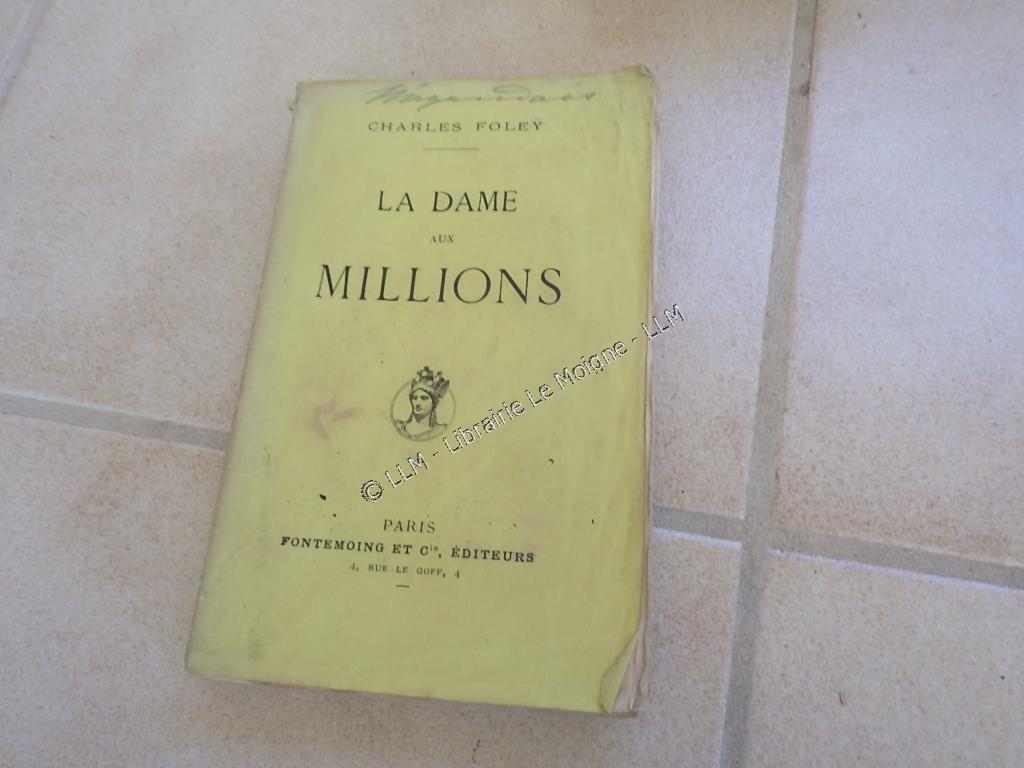 CHARLES FOLEŸ
LA DAME
AUX
MILLIONS
© LLM - Librairie Le Moigne - LLM
PARIS
FONTEMOING ET Cie, ÉDITEURS
4, RUE LE GOFF, 4